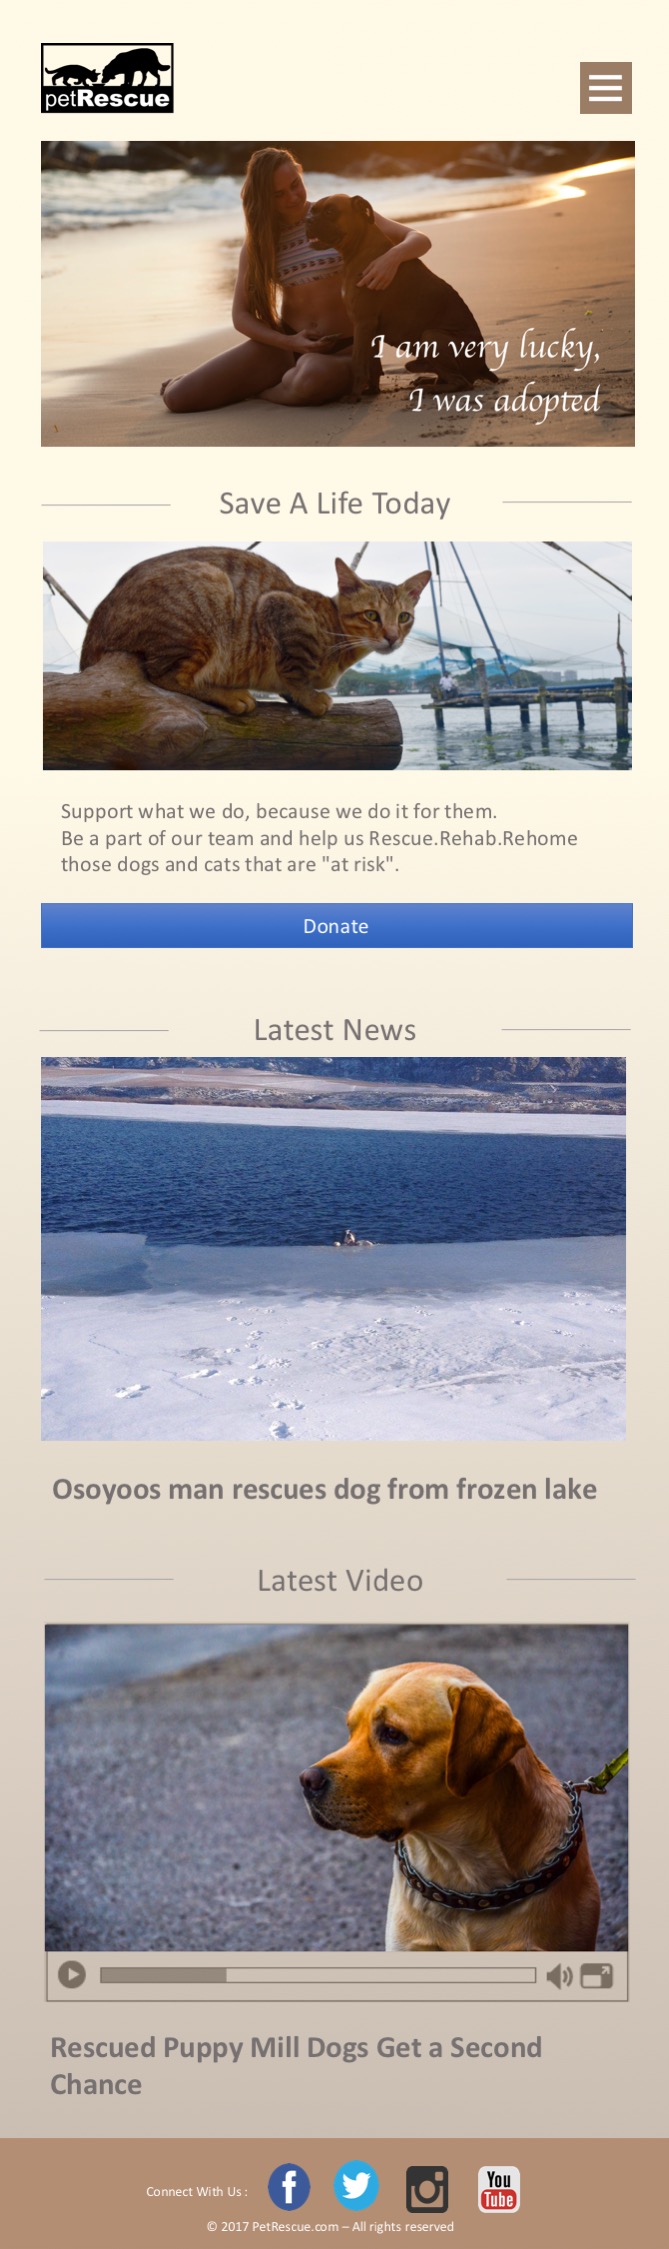 petRescue
I am very lucky,
I was adopted
Save A Life Today
Support what we do, because we do it for them.
Be a part of our team and help us Rescue.Rehab.Rehome
those dogs and cats that are "at risk".
Donate
Latest News
Osoyoos man rescues dog from frozen lake
Latest Video
Rescued Puppy Mill Dogs Get a Second
Chance
Connect With Us :
You
Tube
© 2017 PetRescue.com – All rights reserved